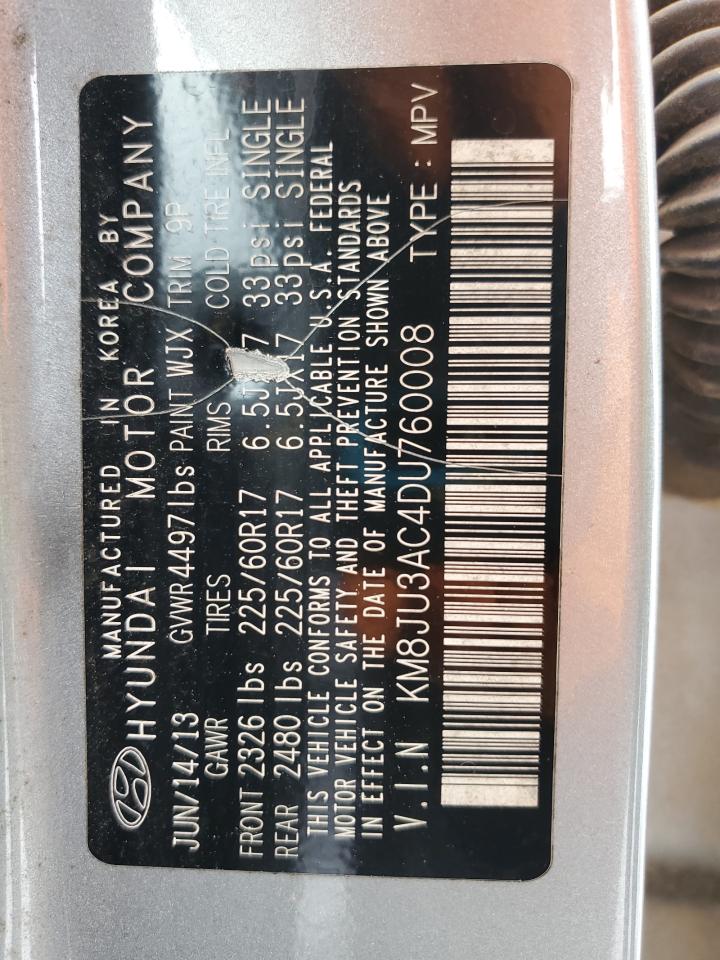 MANUFACTURED IN KOREA BY
HYUNDAI MOTOR COMPANY
JUN/14/13 GVWR 4497lbs PAINT WJX TRIM 9P
GAWR TIRES RIMS COLD TIRE INFL
FRONT 2326 lbs 225/60R17 6.5J 7 33psi SINGLE
REAR 2480 lbs 225/60R17 6.5JX17 33psi SINGLE
THIS VEHICLE CONFORMS TO ALL APPLICABLE U.S.A. FEDERAL
MOTOR VEHICLE SAFETY AND THEFT PREVENTION STANDARDS
IN EFFECT ON THE DATE OF MANUFACTURE SHOWN ABOVE
V.I.N KM8JU3AC4DU760008 TYPE : MPV